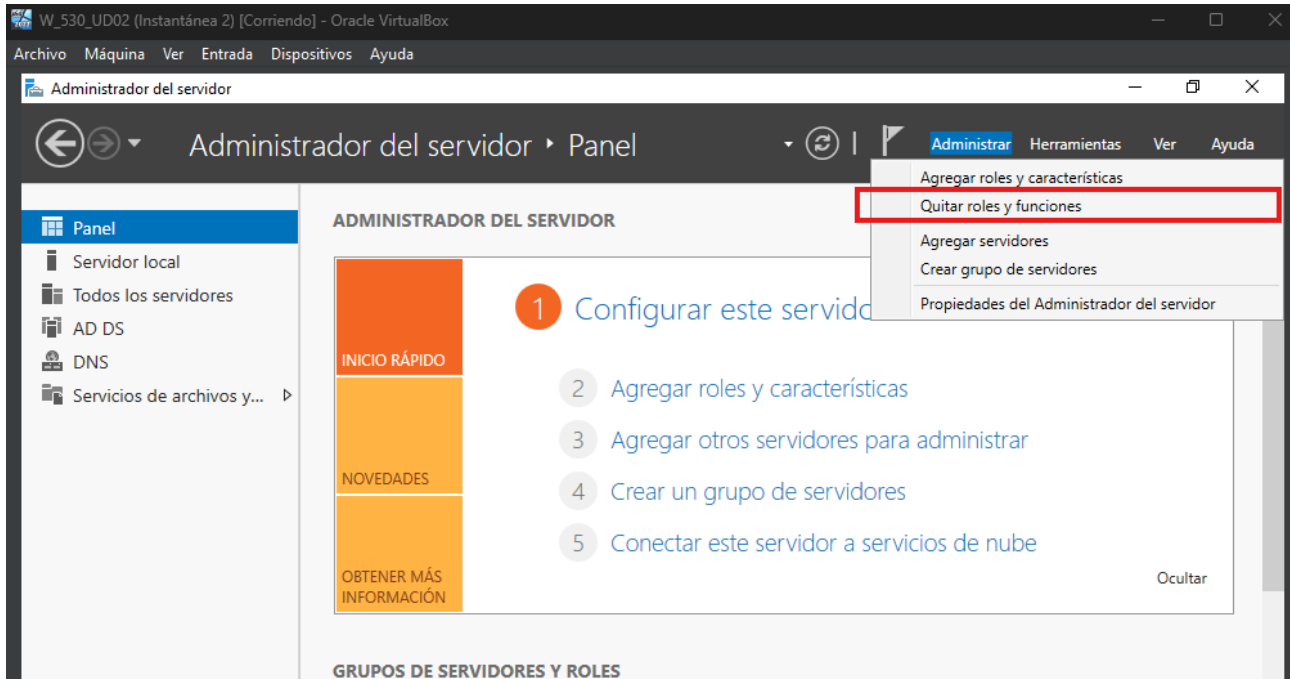 W_530_UD02 (Instantánea 2) [Corriendo] - Oracle VirtualBox
Archivo Máquina Ver Entrada Dispositivos Ayuda
Administrador del servidor
Administrador del servidor Panel
Administrar Herramientas Ver Ayuda
Agregar roles y características
Quitar roles y funciones
Agregar servidores
Crear grupo de servidores
Propiedades del Administrador del servidor
Panel
Servidor local
Todos los servidores
AD DS
DNS
Servicios de archivos y...
ADMINISTRADOR DEL SERVIDOR
INICIO RÁPIDO
NOVEDADES
OBTENER MÁS
INFORMACIÓN
1 Configurar este servido
2 Agregar roles y características
3 Agregar otros servidores para administrar
4 Crear un grupo de servidores
5 Conectar este servidor a servicios de nube
Ocultar
GRUPOS DE SERVIDORES Y ROLES